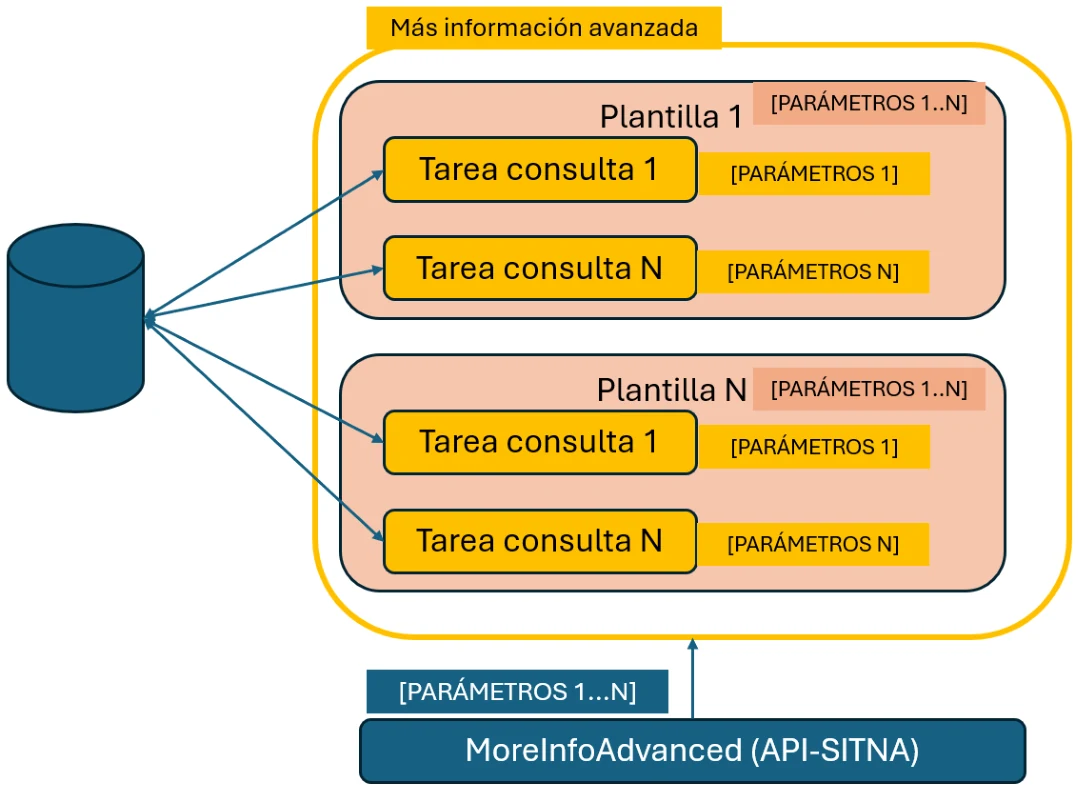 Más información avanzada
[PARÁMETROS 1..N]
Plantilla 1
Tarea consulta 1
[PARÁMETROS 1]
Tarea consulta N
[PARÁMETROS N]
Plantilla N
[PARÁMETROS 1..N]
Tarea consulta 1
[PARÁMETROS 1]
Tarea consulta N
[PARÁMETROS N]
[PARÁMETROS 1...N]
MoreInfoAdvanced (API-SITNA)